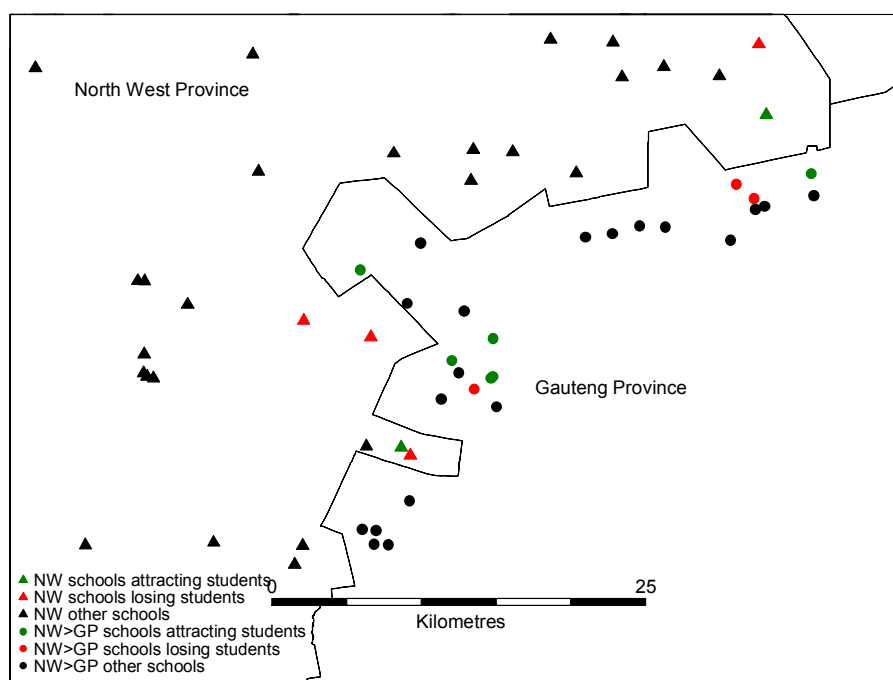 North West Province
Gauteng Province
NW schools attracting students
NW schools losing students
NW other schools
NW>GP schools attracting students
NW>GP schools losing students
NW>GP other schools
0 25
Kilometres